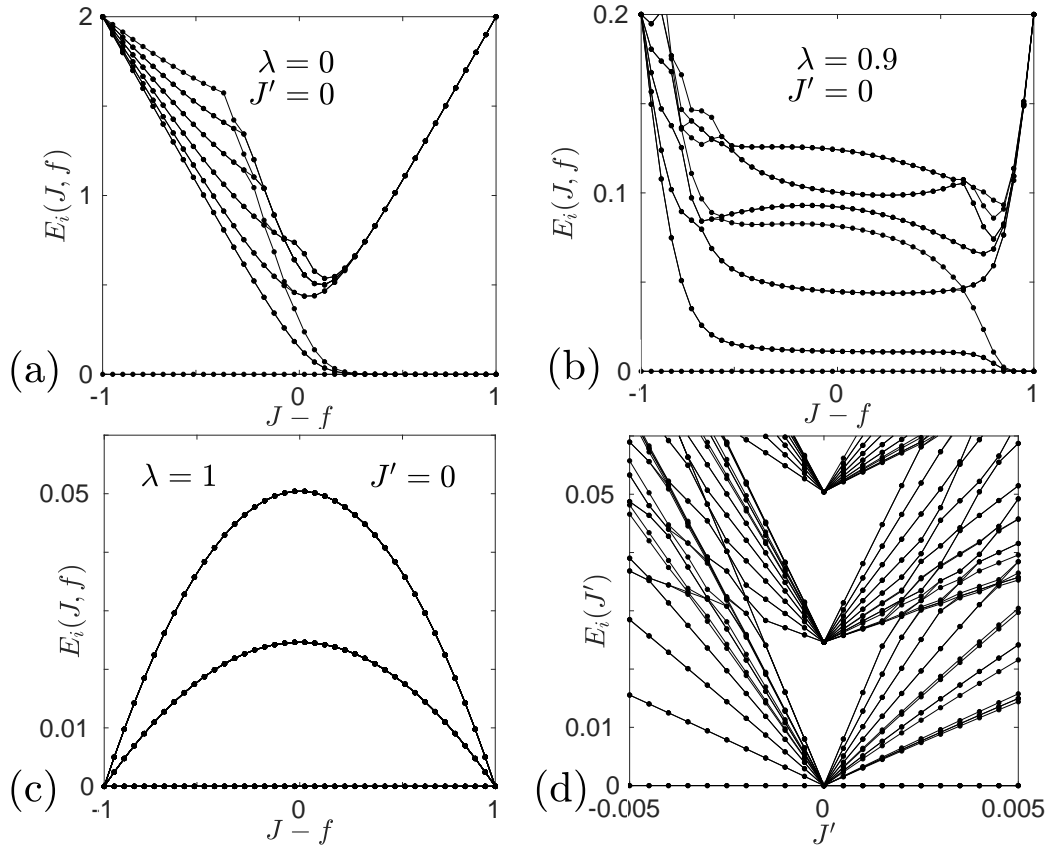 2
λ = 0
J′ = 0
E_i(J, f)
1
0
(a)
-1
0
1
J − f
0.2
λ = 0.9
J′ = 0
E_i(J, f)
0.1
0
(b)
-1
0
1
J − f
λ = 1
J′ = 0
0.05
E_i(J, f)
0.01
0
(c)
-1
0
1
J − f
0.05
E_i(J′)
0.01
0
(d)
-0.005
0
0.005
J′